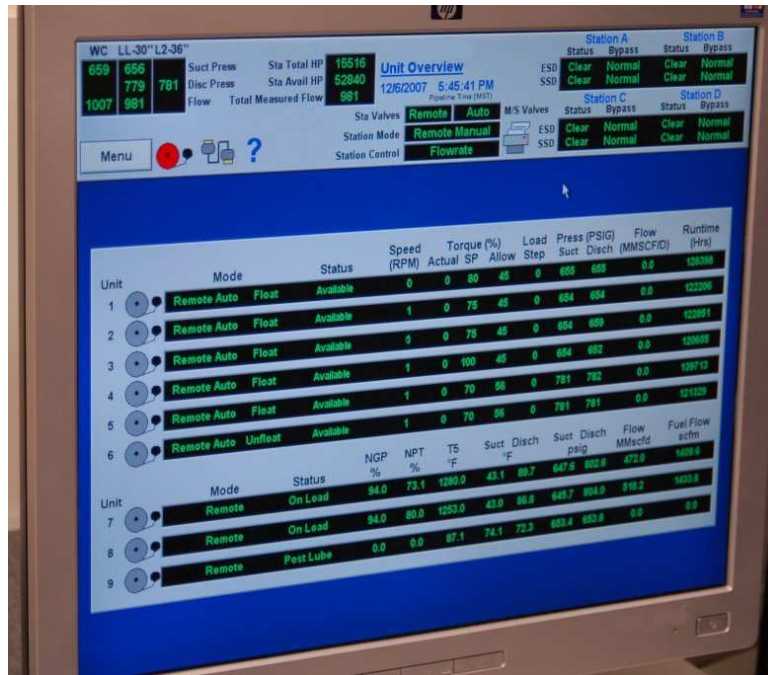 hp
WC LL-30" L2-36"
659 656 Suct Press Sta Total HP 15516
779 781 Disc Press Sta Avail HP 52840
1007 981 Flow Total Measured Flow 981
Unit Overview
12/6/2007 5:45:41 PM
Pipeline Time (MST)
Sta Valves Remote Auto M/S Valves
Station Mode Remote Manual
Station Control Flowrate
Station A Station B
Status Bypass Status Bypass
ESD Clear Normal Clear Normal
SSD Clear Normal Clear Normal
Station C Station D
Status Bypass Status Bypass
ESD Clear Normal Clear Normal
SSD Clear Normal Clear Normal
Menu ?
Unit Mode Status Speed (RPM) Torque (%) Actual SP Allow Load Step Press (PSIG) Suct Disch Flow (MMSCF/D) Runtime (Hrs)
1 Remote Auto Float Available 0 0 80 45 0 655 655 0.0 128398
2 Remote Auto Float Available 1 0 75 45 0 654 654 0.0 122206
3 Remote Auto Float Available 0 75 45 0 654 659 0.0
4 Remote Auto Float Available 1 0 100 45 0 654 652 0.0
5 Remote Auto Float Available 1 0 70 56 0 781 782 0.0
6 Remote Auto Unfloat Available 1 0 70 56 0 781 781 0.0 121329
Unit Mode Status NGP % NPT % T5 °F Suct Disch °F Suct Disch psig Flow MMscfd Fuel Flow scfm
7 Remote On Load 94.0 73.1 1280.0 43.1 89.7 647.6 802.6 472.0 1409.6
8 Remote On Load 94.0 80.0 1253.0 43.0 86.8 645.7 804.0 518.2 1433.8
9 Remote Post Lube 0.0 0.0 87.1 74.1 72.3 653.4 653.8 0.0 0.0